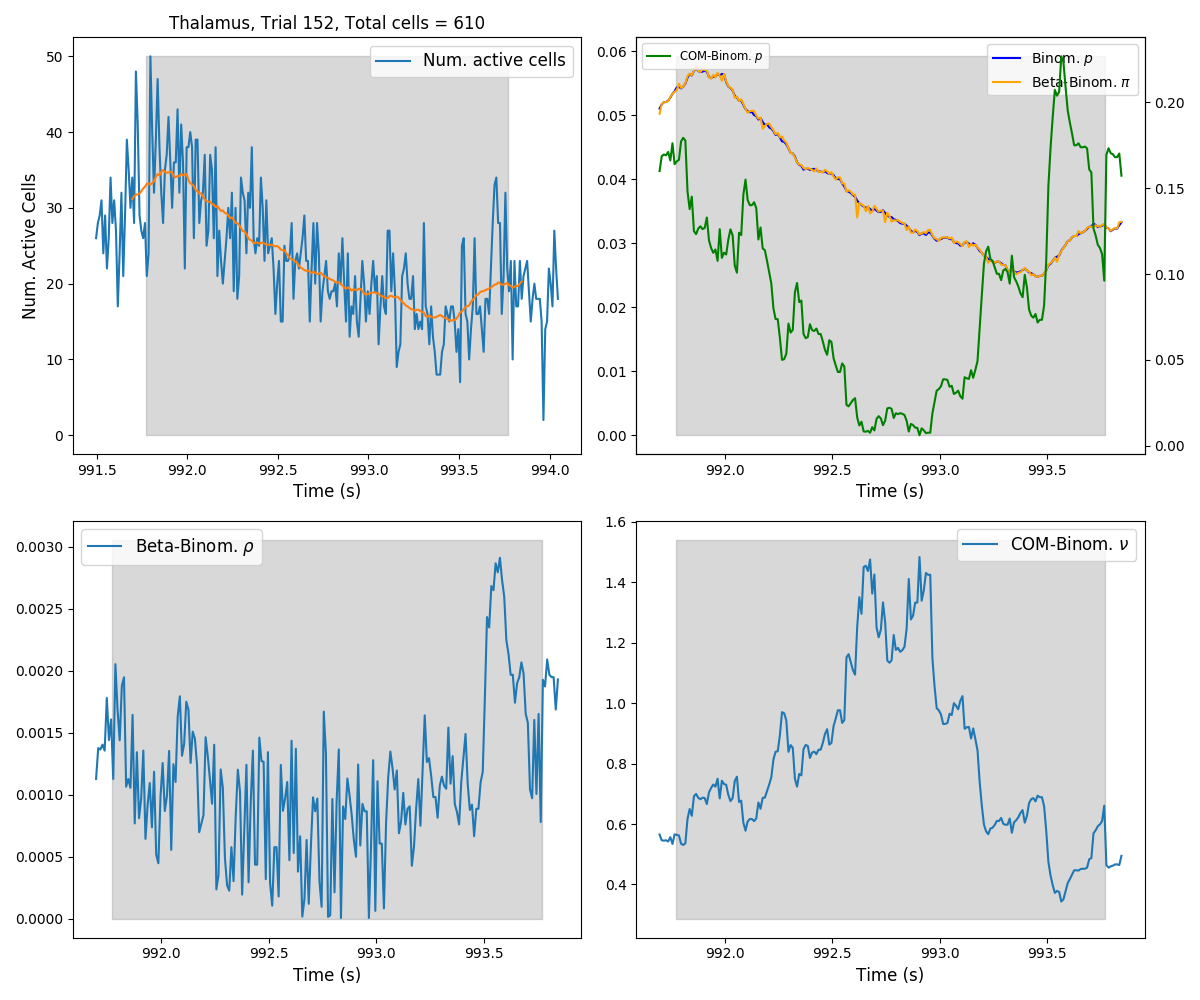 Thalamus, Trial 152, Total cells = 610
Num. active cells
Num. Active Cells
50
40
30
20
10
0
991.5 992.0 992.5 993.0 993.5 994.0
Time (s)
COM-Binom. p
Binom. p
Beta-Binom. π
0.06
0.05
0.04
0.03
0.02
0.01
0.00
0.20
0.15
0.10
0.05
0.00
992.0 992.5 993.0 993.5
Time (s)
Beta-Binom. ρ
0.0030
0.0025
0.0020
0.0015
0.0010
0.0005
0.0000
992.0 992.5 993.0 993.5
Time (s)
COM-Binom. ν
1.6
1.4
1.2
1.0
0.8
0.6
0.4
992.0 992.5 993.0 993.5
Time (s)